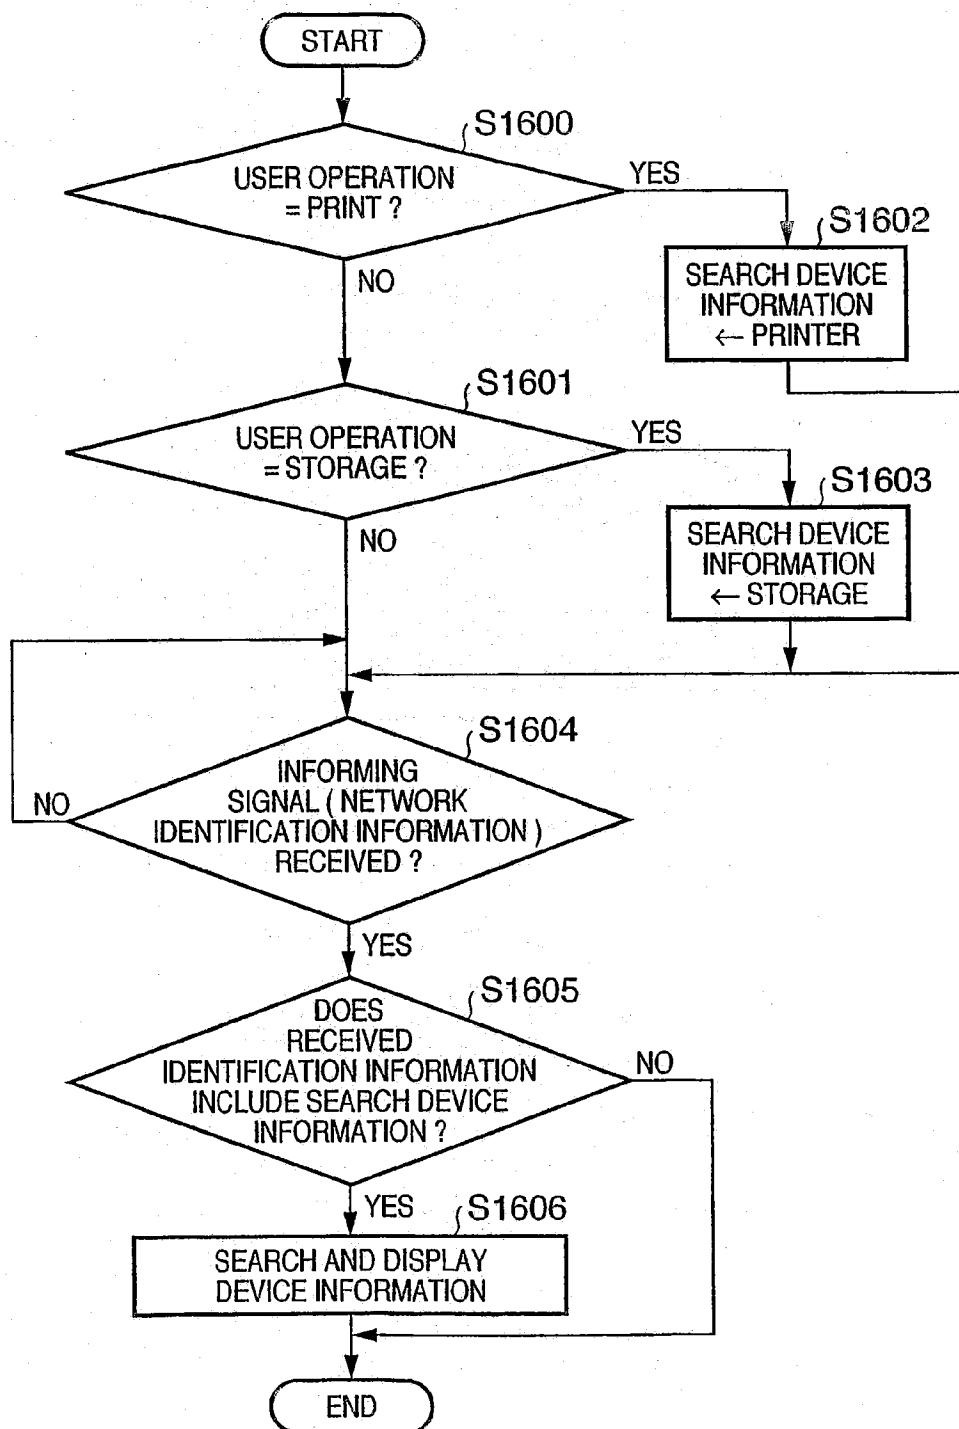 START
S1600
USER OPERATION
= PRINT ?
YES
NO
S1602
SEARCH DEVICE
INFORMATION
← PRINTER
S1601
USER OPERATION
= STORAGE ?
YES
NO
S1603
SEARCH DEVICE
INFORMATION
← STORAGE
S1604
INFORMING
SIGNAL ( NETWORK
IDENTIFICATION INFORMATION )
RECEIVED ?
NO
YES
S1605
DOES
RECEIVED
IDENTIFICATION INFORMATION
INCLUDE SEARCH DEVICE
INFORMATION ?
NO
YES
S1606
SEARCH AND DISPLAY
DEVICE INFORMATION
END